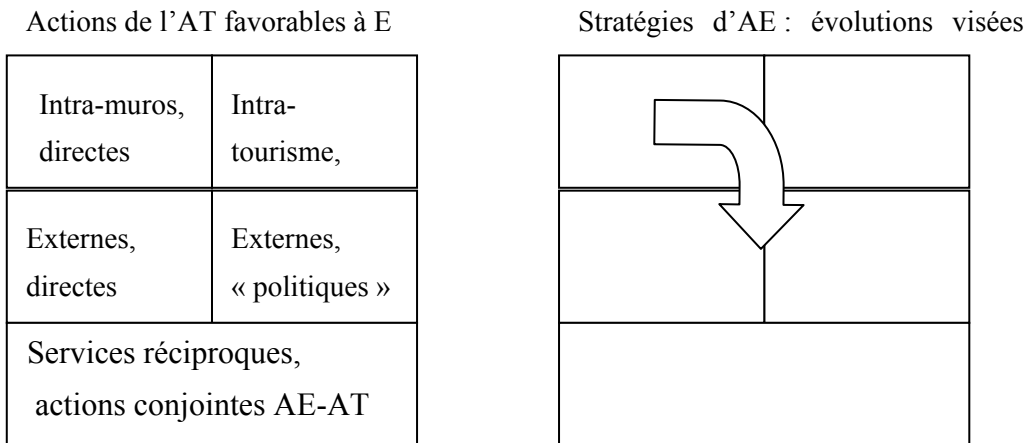 Actions de l’AT favorables à E
Stratégies d’AE : évolutions visées
Intra-muros,
directes
Intra-
tourisme,
Externes,
directes
Externes,
« politiques »
Services réciproques,
actions conjointes AE-AT